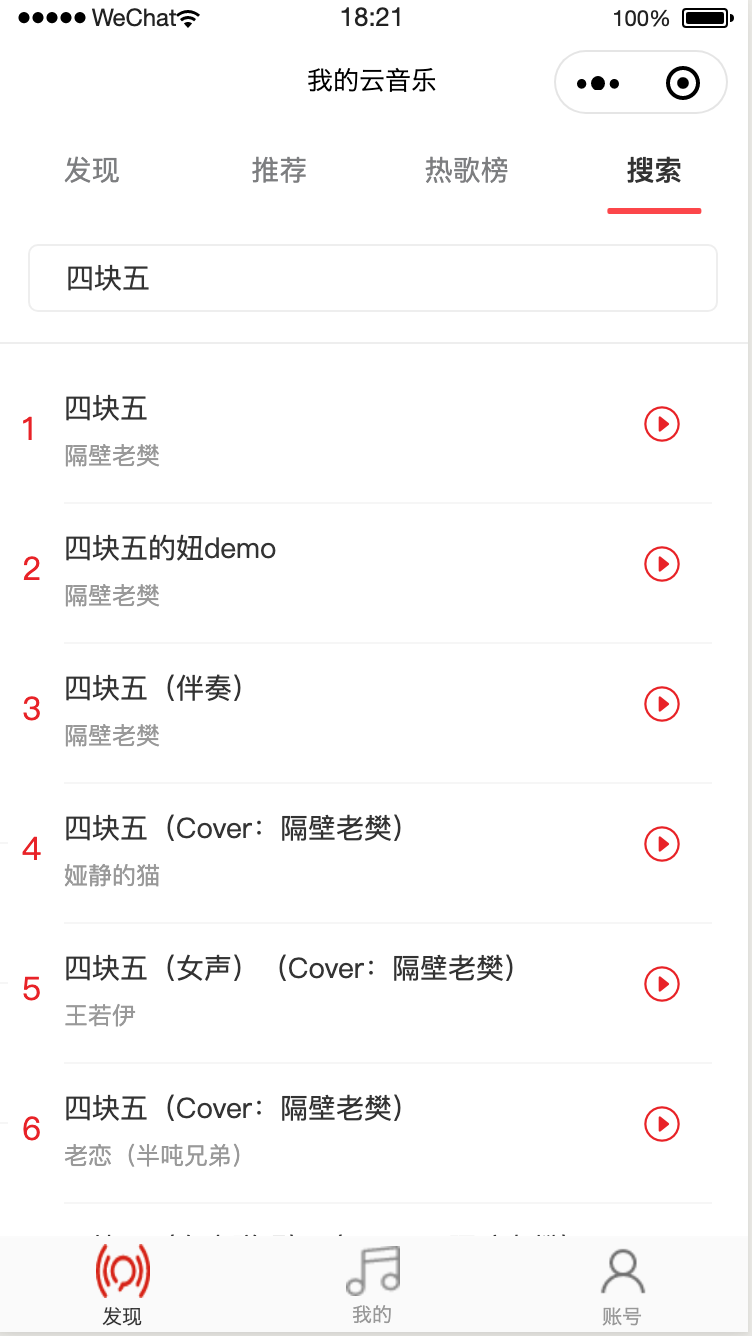 WeChat
18:21
100%
我的云音乐
发现
推荐
热歌榜
搜索
四块五
1
四块五
隔壁老樊
2
四块五的妞demo
隔壁老樊
3
四块五（伴奏）
隔壁老樊
4
四块五（Cover：隔壁老樊）
娅静的猫
5
四块五（女声）（Cover：隔壁老樊）
王若伊
6
四块五（Cover：隔壁老樊）
老恋（半吨兄弟）
发现
我的
账号